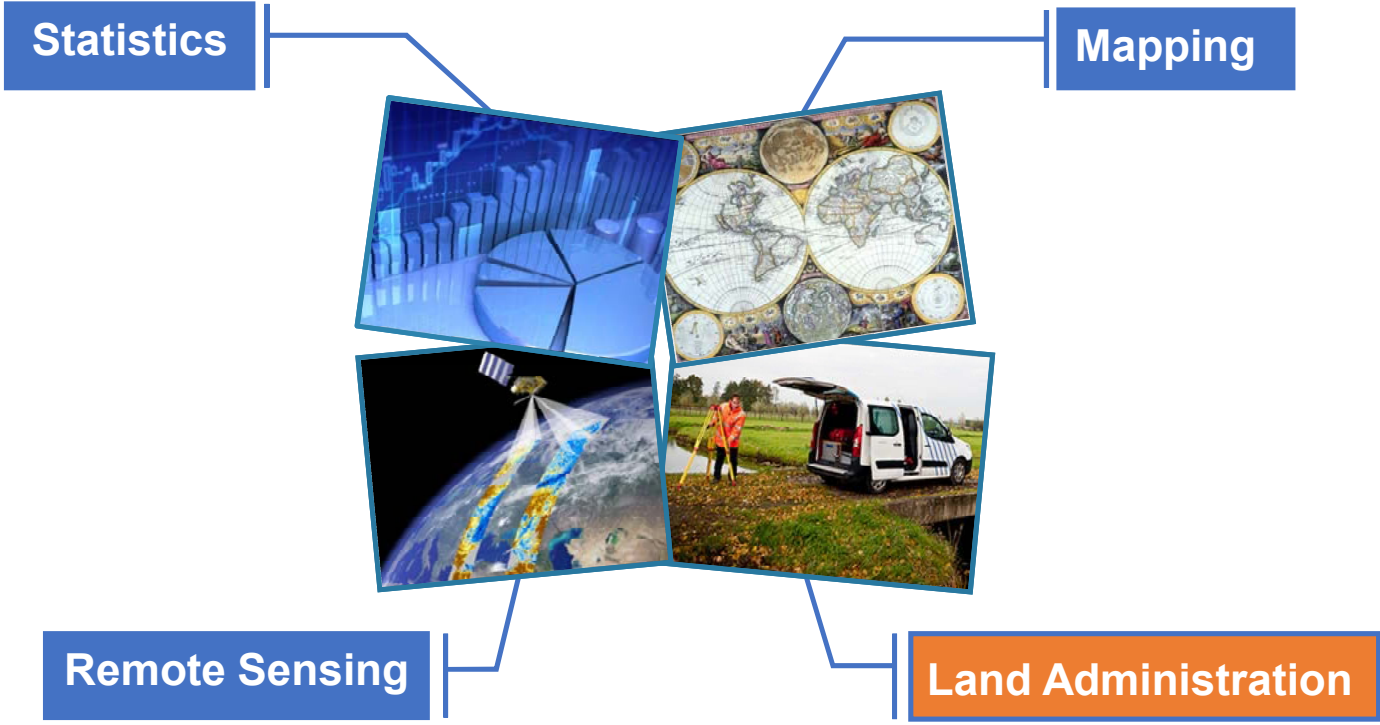 Statistics
Mapping
Remote Sensing
Land Administration